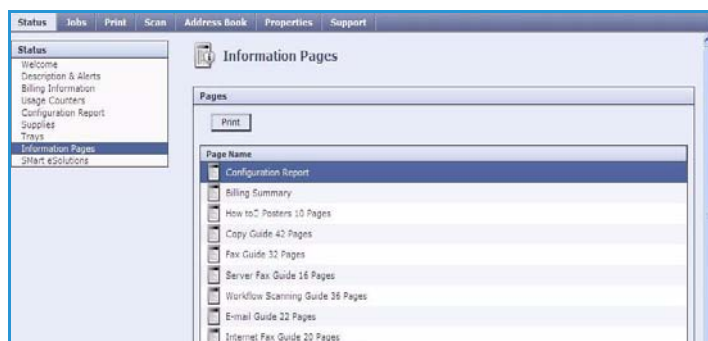 Status Jobs Print Scan Address Book Properties Support
Status
Welcome
Description & Alerts
Billing Information
Usage Counters
Configuration Report
Supplies
Trays
Information Pages
SMart eSolutions
Information Pages
Pages
Print
Page Name
Configuration Report
Billing Summary
How to? Posters 10 Pages
Copy Guide 42 Pages
Fax Guide 32 Pages
Server Fax Guide 16 Pages
Workflow Scanning Guide 36 Pages
E-mail Guide 22 Pages
Internet Fax Guide 20 Pages